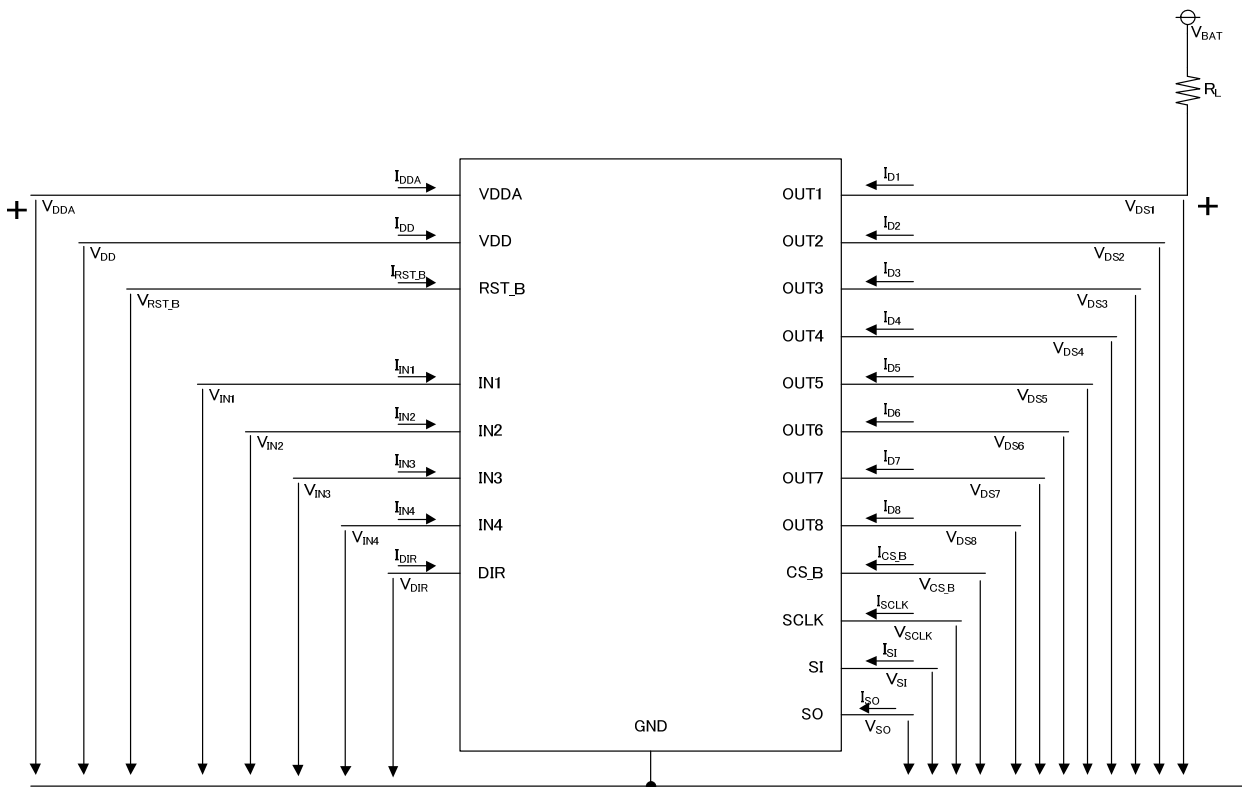 VBAT
RL
IDDA
VDDA
VDDA
+
IDD
VDD
VDD
IRST_B
RST_B
VRST_B
IIN1
IN1
VIN1
IIN2
IN2
VIN2
IIN3
IN3
VIN3
IIN4
IN4
VIN4
IDIR
DIR
VDIR
GND
ID1
OUT1
VDS1
+
ID2
OUT2
VDS2
ID3
OUT3
VDS3
ID4
OUT4
VDS4
ID5
OUT5
VDS5
ID6
OUT6
VDS6
ID7
OUT7
VDS7
ID8
OUT8
VDS8
ICS_B
CS_B
VCS_B
ISCLK
SCLK
VSCLK
ISI
SI
VSI
ISO
SO
VSO